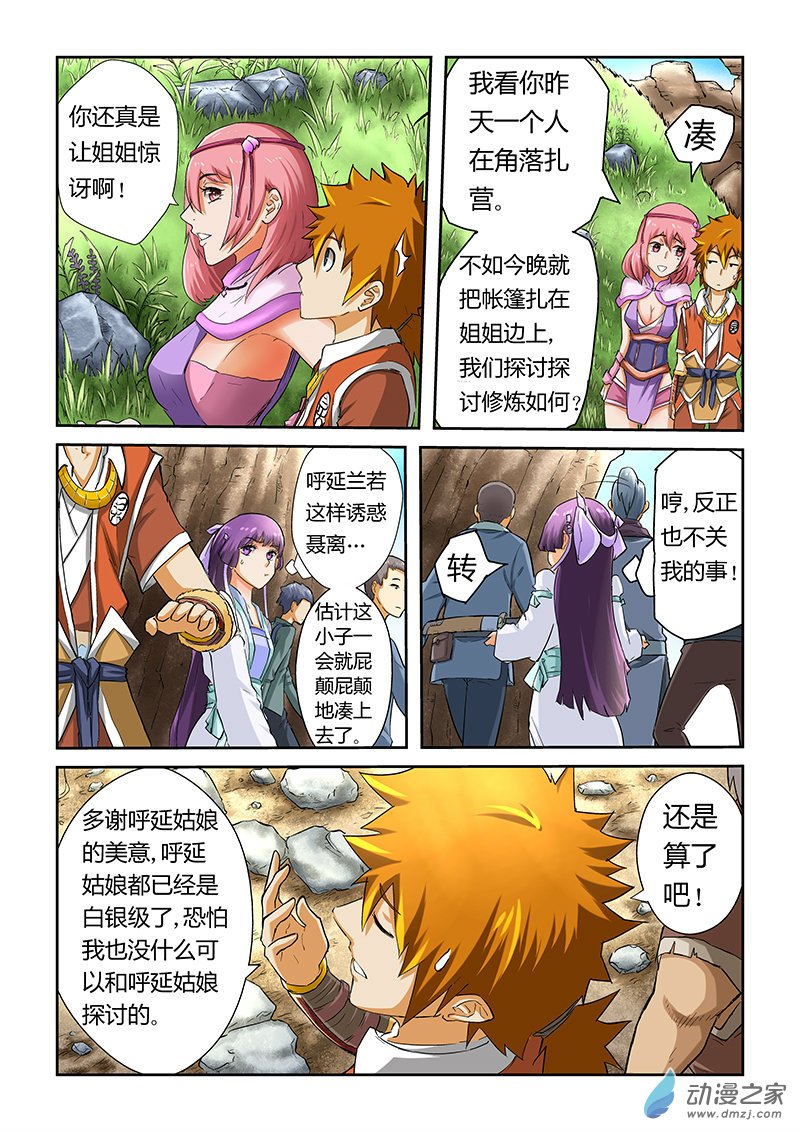 你还真是
让姐姐惊
讶啊！
我看你昨
天一个人
在角落扎
营。
不如今晚就
把帐篷扎在
姐姐边上，
我们探讨探
讨修炼如何？
凑
呼延兰若
这样诱惑
聂离…
估计这
小子一
会就屁
颠屁颠
地凑上
去了。
转
哼，反正
也不关
我的事！
多谢呼延姑娘
的美意，呼延
姑娘都已经是
白银级了，恐怕
我也没什么可
以和呼延姑娘
探讨的。
还是
算了
吧！
动漫之家
www.dmzj.com